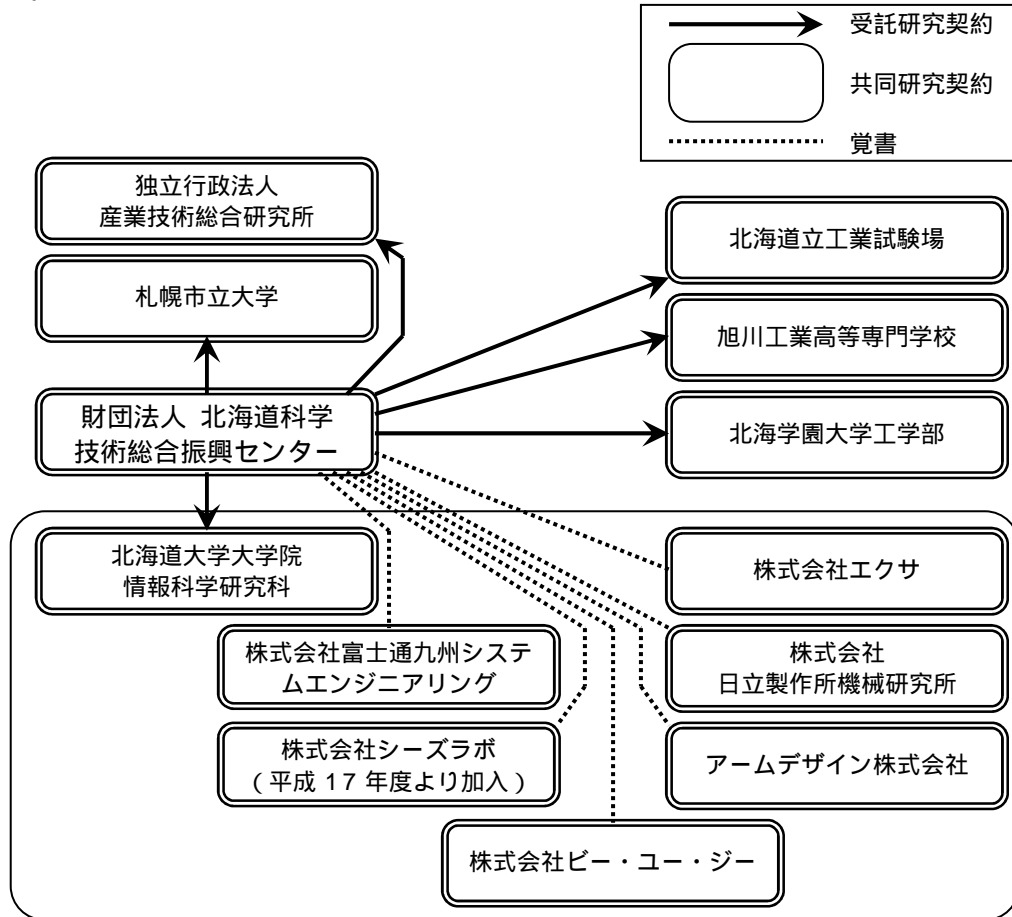 受託研究契約
共同研究契約
覚書
独立行政法人
産業技術総合研究所
札幌市立大学
財団法人 北海道科学
技術総合振興センター
北海道大学大学院
情報科学研究科
北海道立工業試験場
旭川工業高等専門学校
北海学園大学工学部
株式会社エクサ
株式会社富士通九州システ
ムエンジニアリング
株式会社
日立製作所機械研究所
株式会社シーズラボ
(平成 17 年度より加入)
アームデザイン株式会社
株式会社ビー・ユー・ジー